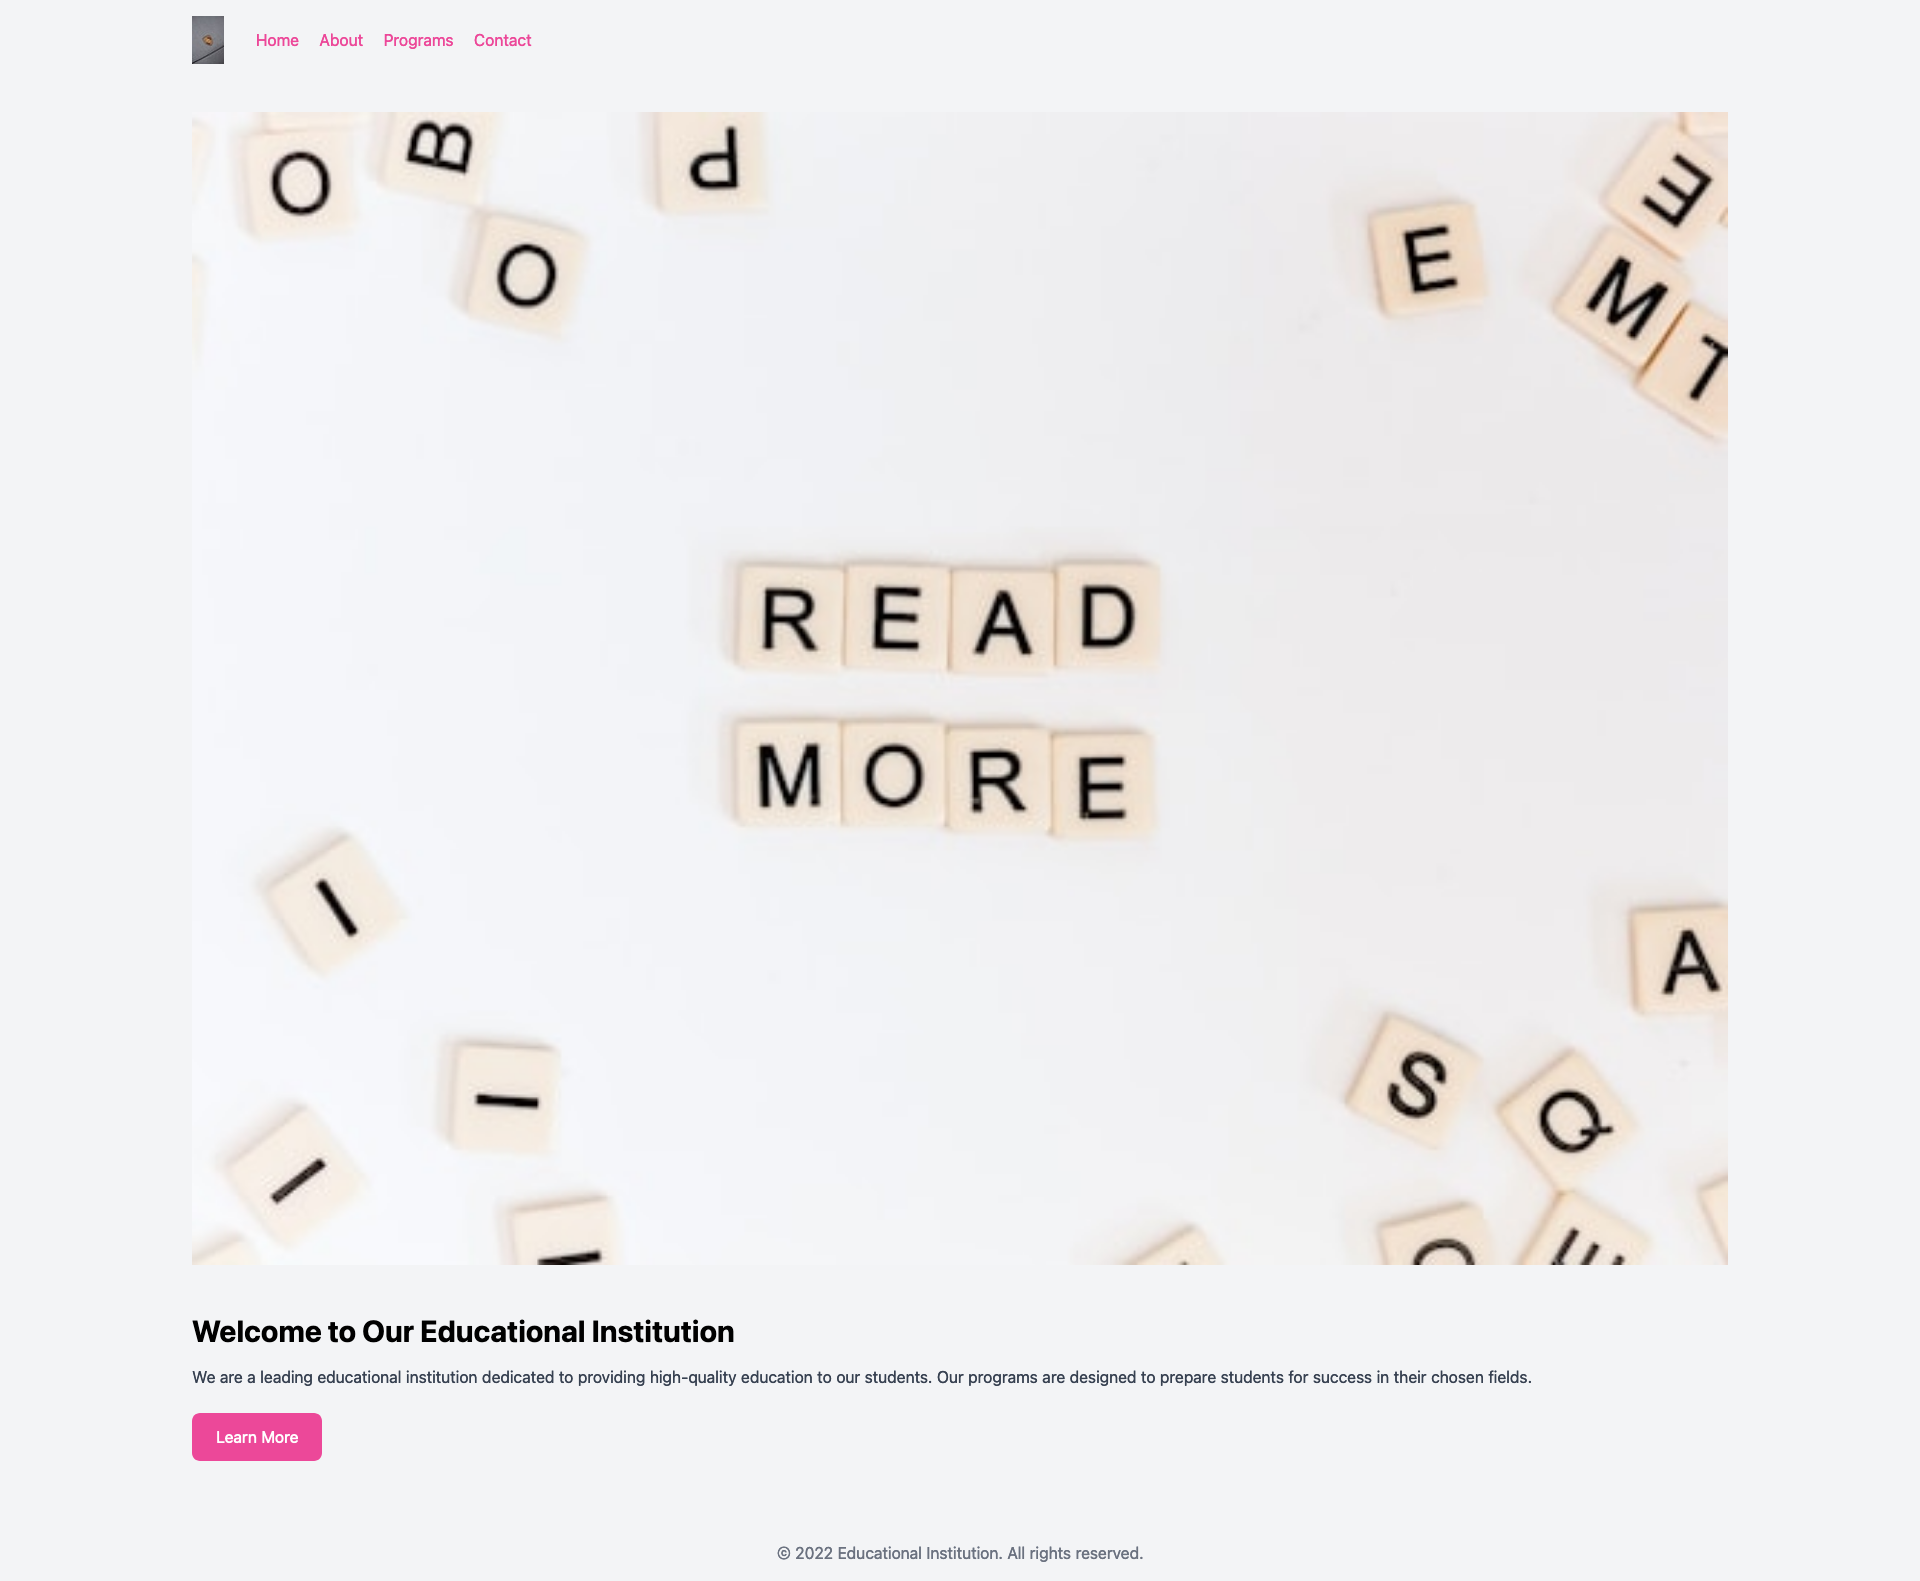 Home About Programs Contact
O B P
O
E
E
M
T
READ
MORE
I
A
I
S
Q
I
E
Welcome to Our Educational Institution
We are a leading educational institution dedicated to providing high-quality education to our students. Our programs are designed to prepare students for success in their chosen fields.
Learn More
© 2022 Educational Institution. All rights reserved.